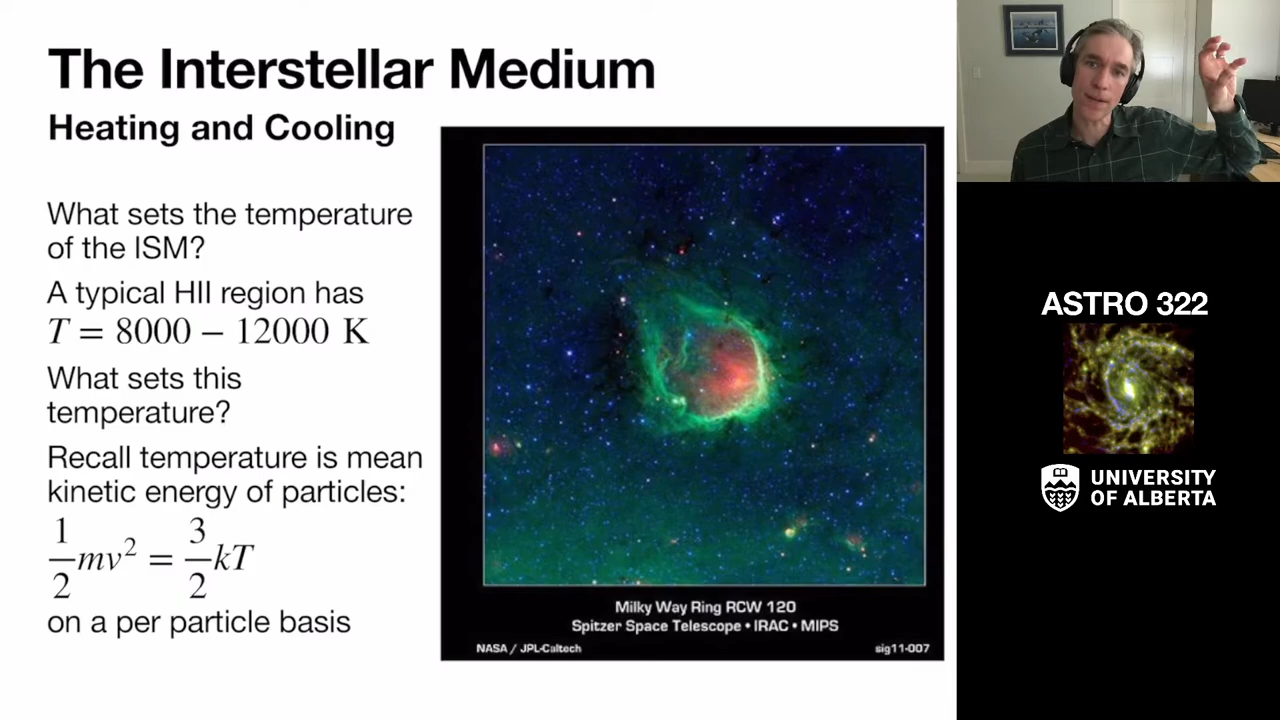 The Interstellar Medium
Heating and Cooling
What sets the temperature
of the ISM?
A typical HII region has
T = 8000 – 12000 K
What sets this
temperature?
Recall temperature is mean
kinetic energy of particles:
1/2 mv² = 3/2 kT
on a per particle basis
Milky Way Ring RCW 120
Spitzer Space Telescope • IRAC • MIPS
NASA / JPL-Caltech
sig11-007
ASTRO 322
UNIVERSITY
OF ALBERTA